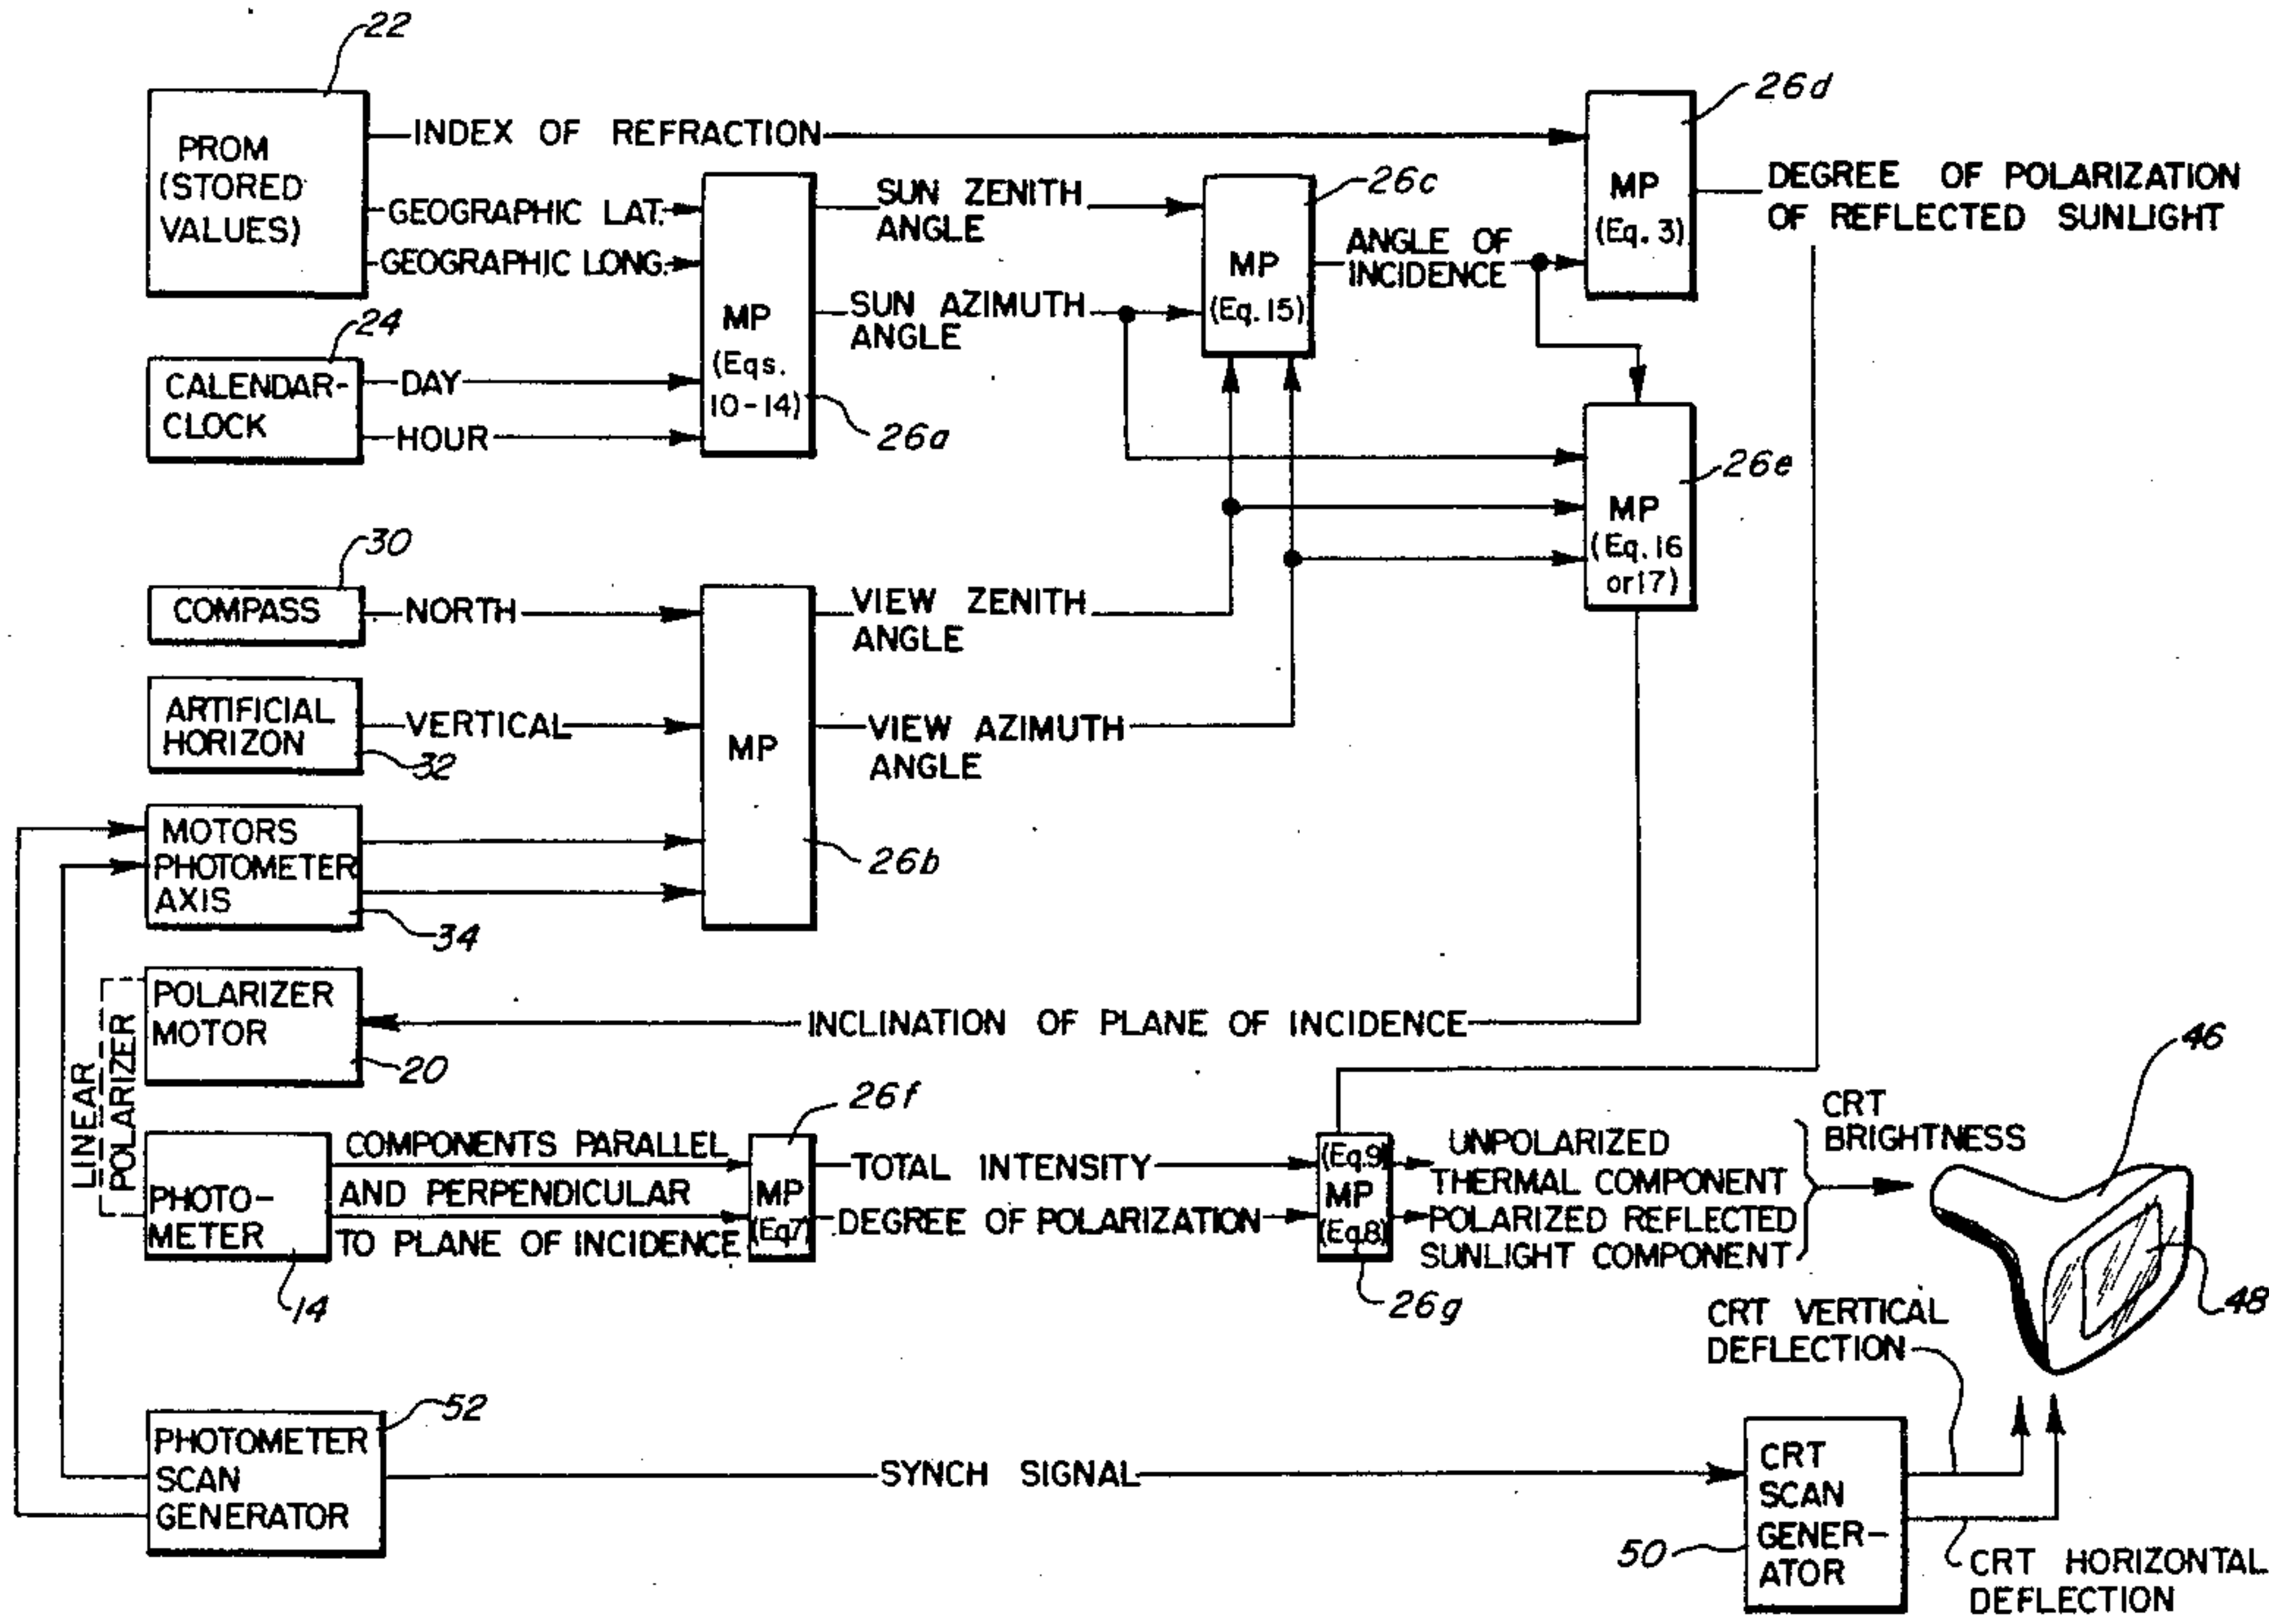 22
PROM
(STORED
VALUES)
INDEX OF REFRACTION
GEOGRAPHIC LAT.
GEOGRAPHIC LONG.
24
CALENDAR-
CLOCK
DAY
HOUR
MP
(Eqs.
10-14)
26a
SUN ZENITH
ANGLE
SUN AZIMUTH
ANGLE
26c
MP
(Eq.15)
ANGLE OF
INCIDENCE
26d
MP
(Eq. 3)
DEGREE OF POLARIZATION
OF REFLECTED SUNLIGHT
26e
MP
(Eq.16
or17)
30
COMPASS
NORTH
ARTIFICIAL
HORIZON
32
VERTICAL
MOTORS
PHOTOMETER
AXIS
34
MP
26b
VIEW ZENITH
ANGLE
VIEW AZIMUTH
ANGLE
POLARIZER
MOTOR
20
INCLINATION OF PLANE OF INCIDENCE
LINEAR
POLARIZER
PHOTO-
METER
14
COMPONENTS PARALLEL
AND PERPENDICULAR
TO PLANE OF INCIDENCE
26f
MP
(Eq7)
TOTAL INTENSITY
DEGREE OF POLARIZATION
(Eq.9)
MP
(Eq.8)
26g
UNPOLARIZED
THERMAL COMPONENT
POLARIZED REFLECTED
SUNLIGHT COMPONENT
CRT
BRIGHTNESS
46
48
CRT VERTICAL
DEFLECTION
52
PHOTOMETER
SCAN
GENERATOR
SYNCH SIGNAL
CRT
SCAN
GENER-
ATOR
50
CRT HORIZONTAL
DEFLECTION